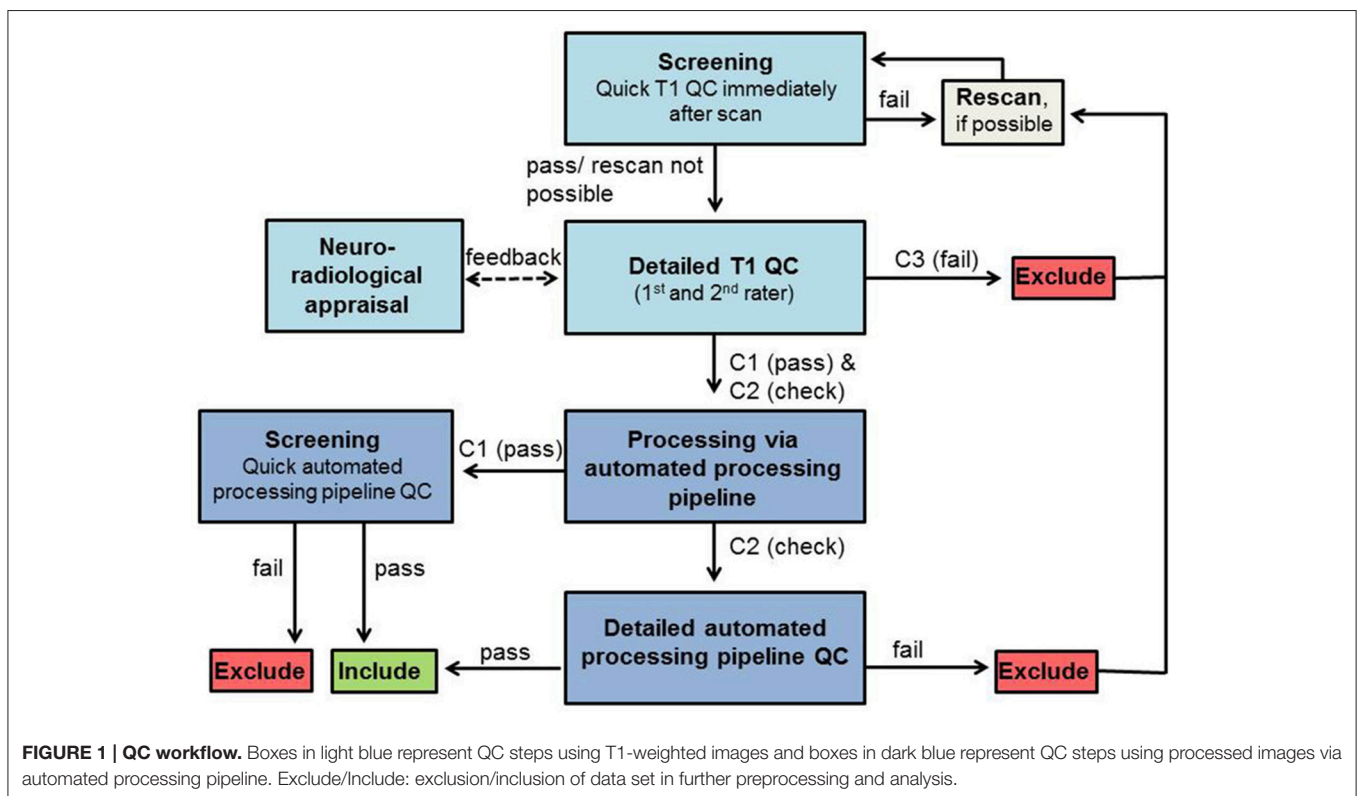 Screening
Quick T1 QC immediately
after scan
fail
Rescan,
if possible
pass/ rescan not
possible
Neuro-
radiological
appraisal
feedback
Detailed T1 QC
(1st and 2nd rater)
C3 (fail)
Exclude
C1 (pass) &
C2 (check)
Screening
Quick automated
processing pipeline QC
C1 (pass)
Processing via
automated processing
pipeline
C2 (check)
fail
pass
Detailed automated
processing pipeline QC
Exclude
Include
pass
fail
Exclude
FIGURE 1 | QC workflow. Boxes in light blue represent QC steps using T1-weighted images and boxes in dark blue represent QC steps using processed images via
automated processing pipeline. Exclude/Include: exclusion/inclusion of data set in further preprocessing and analysis.